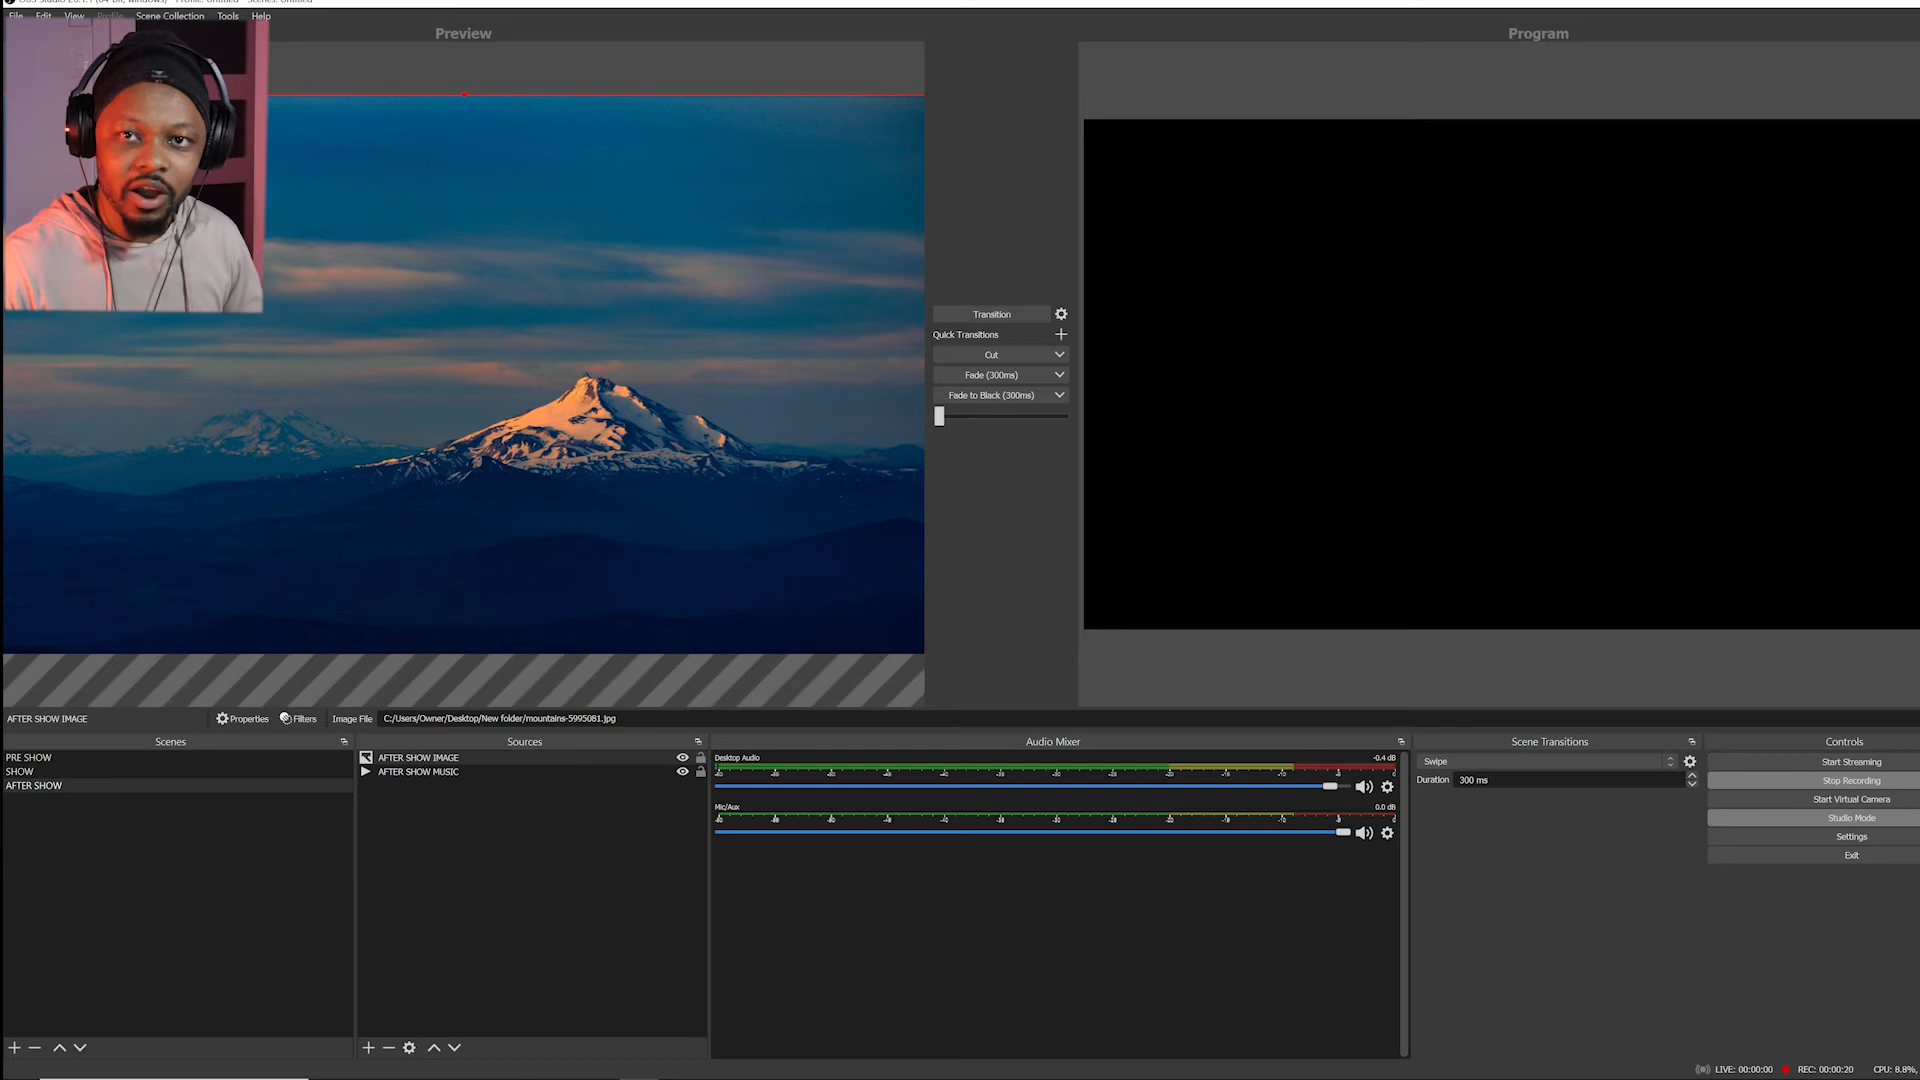 File Edit View Profile Scene Collection Tools Help
Preview
Program
Transition
Quick Transitions
Cut
Fade (300ms)
Fade to Black (300ms)
AFTER SHOW IMAGE
Properties
Filters
Image File
C:/Users/Owner/Desktop/New folder/mountains-5995081.jpg
Scenes
PRE SHOW
SHOW
AFTER SHOW
Sources
AFTER SHOW IMAGE
AFTER SHOW MUSIC
Audio Mixer
Desktop Audio
-0.4 dB
Mic/Aux
0.0 dB
Scene Transitions
Swipe
Duration 300 ms
Controls
Start Streaming
Stop Recording
Start Virtual Camera
Studio Mode
Settings
Exit
LIVE: 00:00:00
REC: 00:00:20
CPU: 8.8%,